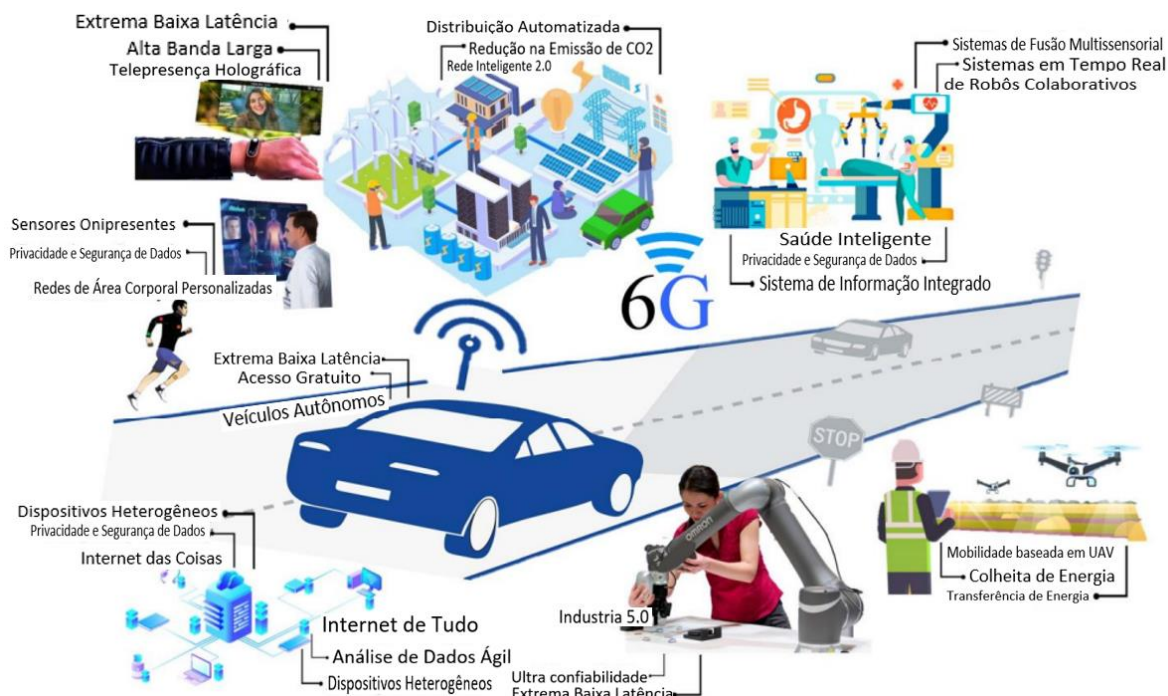 Extrema Baixa Latência
Alta Banda Larga
Telepresença Holográfica
Distribuição Automatizada
Redução na Emissão de CO2
Rede Inteligente 2.0
Sistemas de Fusão Multissensorial
Sistemas em Tempo Real
de Robôs Colaborativos
Sensores Onipresentes
Privacidade e Segurança de Dados
Redes de Área Corporal Personalizadas
Saúde Inteligente
Privacidade e Segurança de Dados
Sistema de Informação Integrado
6G
Extrema Baixa Latência
Acesso Gratuito
Veículos Autônomos
STOP
Dispositivos Heterogêneos
Privacidade e Segurança de Dados
Internet das Coisas
Internet de Tudo
Análise de Dados Ágil
Dispositivos Heterogêneos
OMRON
Industria 5.0
Ultra confiabilidade
Extrema Baixa Latência
Mobilidade baseada em UAV
Colheita de Energia
Transferência de Energia